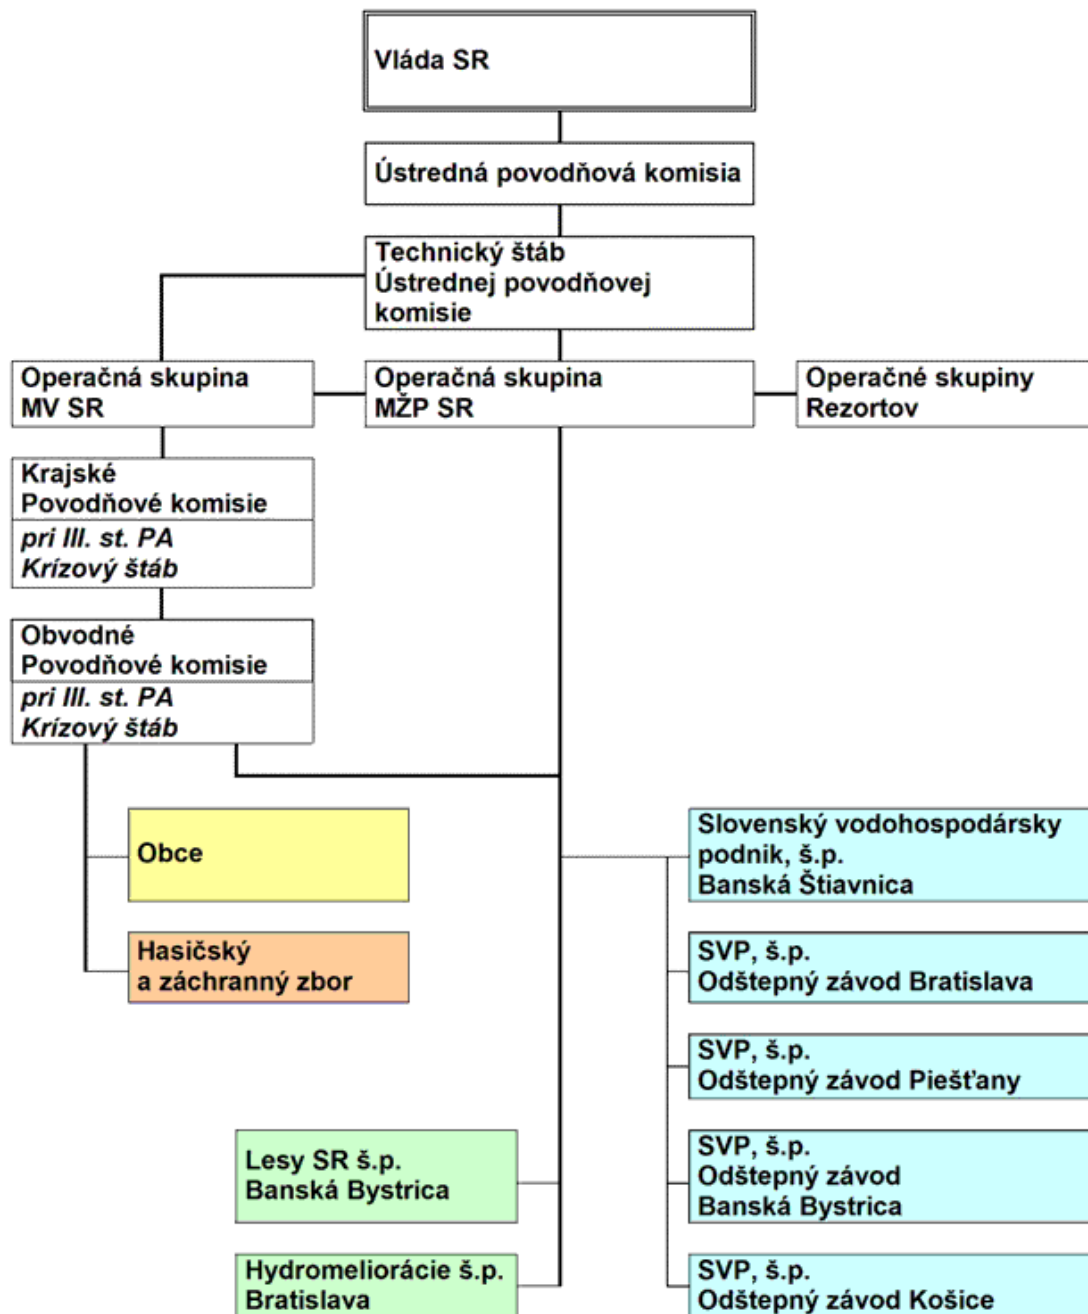 Vláda SR
Ústredná povodňová komisia
Technický štáb
Ústrednej povodňovej
komisie
Operačná skupina
MV SR
Operačná skupina
MŽP SR
Operačné skupiny
Rezortov
Krajské
Povodňové komisie
pri III. st. PA
Krízový štáb
Obvodné
Povodňové komisie
pri III. st. PA
Krízový štáb
Obce
Hasičský
a záchranný zbor
Slovenský vodohospodársky
podnik, š.p.
Banská Štiavnica
SVP, š.p.
Odštepný závod Bratislava
SVP, š.p.
Odštepný závod Piešťany
Lesy SR š.p.
Banská Bystrica
SVP, š.p.
Odštepný závod
Banská Bystrica
Hydromeliorácie š.p.
Bratislava
SVP, š.p.
Odštepný závod Košice